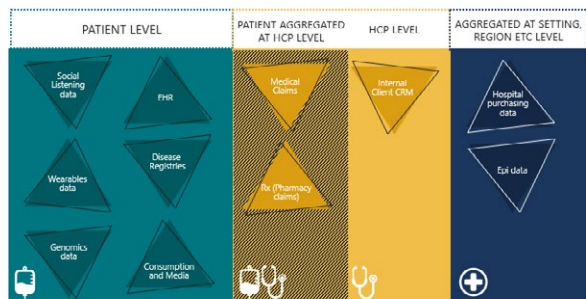 PATIENT LEVEL
PATIENT AGGREGATED
AT HCP LEVEL
HCP LEVEL
AGGREGATED AT SETTING,
REGION ETC LEVEL
Social
Listening
data
EHR
Medical
Claims
Internal
Client CRM
Hospital
purchasing
data
Wearables
data
Disease
Registries
Rx (Pharmacy
claims)
Epi data
Genomics
data
Consumption
and Media